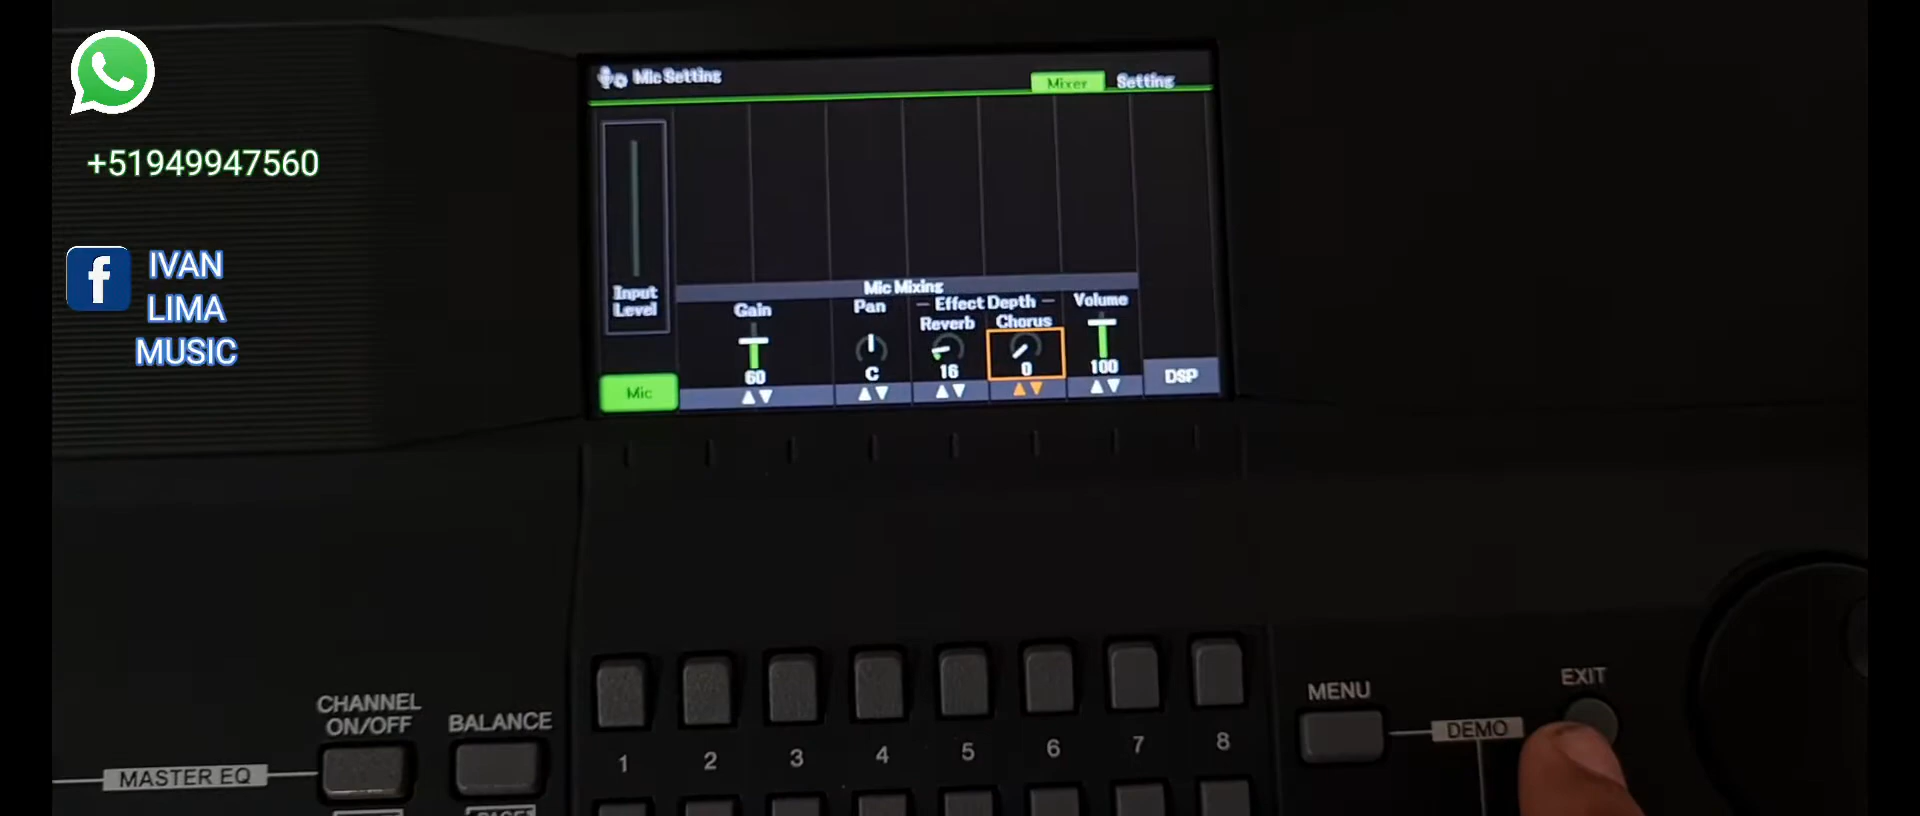 Mic Setting
Mixer
Setting
+51949947560
IVAN
LIMA
MUSIC
Input
Level
Mic Mixing
Gain
Pan
Effect Depth
Volume
Reverb
Chorus
60
C
16
0
100
Mic
DSP
CHANNEL
ON/OFF
BALANCE
MENU
EXIT
DEMO
1 2 3 4 5 6 7 8
MASTER EQ